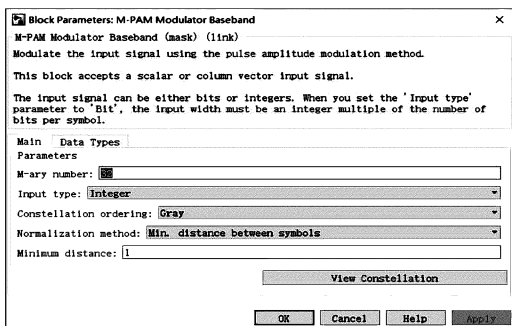 Block Parameters: M-PAM Modulator Baseband
M-PAM Modulator Baseband (mask) (link)
Modulate the input signal using the pulse amplitude modulation method.
This block accepts a scalar or column vector input signal.
The input signal can be either bits or integers. When you set the 'Input type'
parameter to 'Bit', the input width must be an integer multiple of the number of
bits per symbol.
Main Data Types
Parameters
M-ary number: 32
Input type: Integer
Constellation ordering: Gray
Normalization method: Min. distance between symbols
Minimum distance: 1
View Constellation
OK Cancel Help Apply